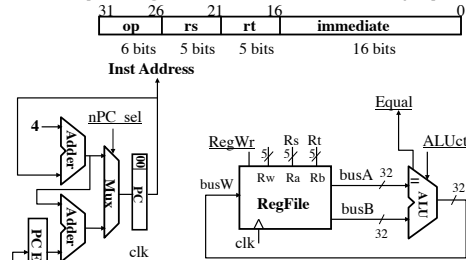 31 26 21 16 0
op rs rt immediate
6 bits 5 bits 5 bits 16 bits
Inst Address
4
Adder
nPC_sel
Mux
00
PC
Adder
clk
Equal
ALUct
RegWr Rs Rt
5 5 5
busW
Rw Ra Rb
RegFile
busA 32
busB 32
=
ALU
32
clk